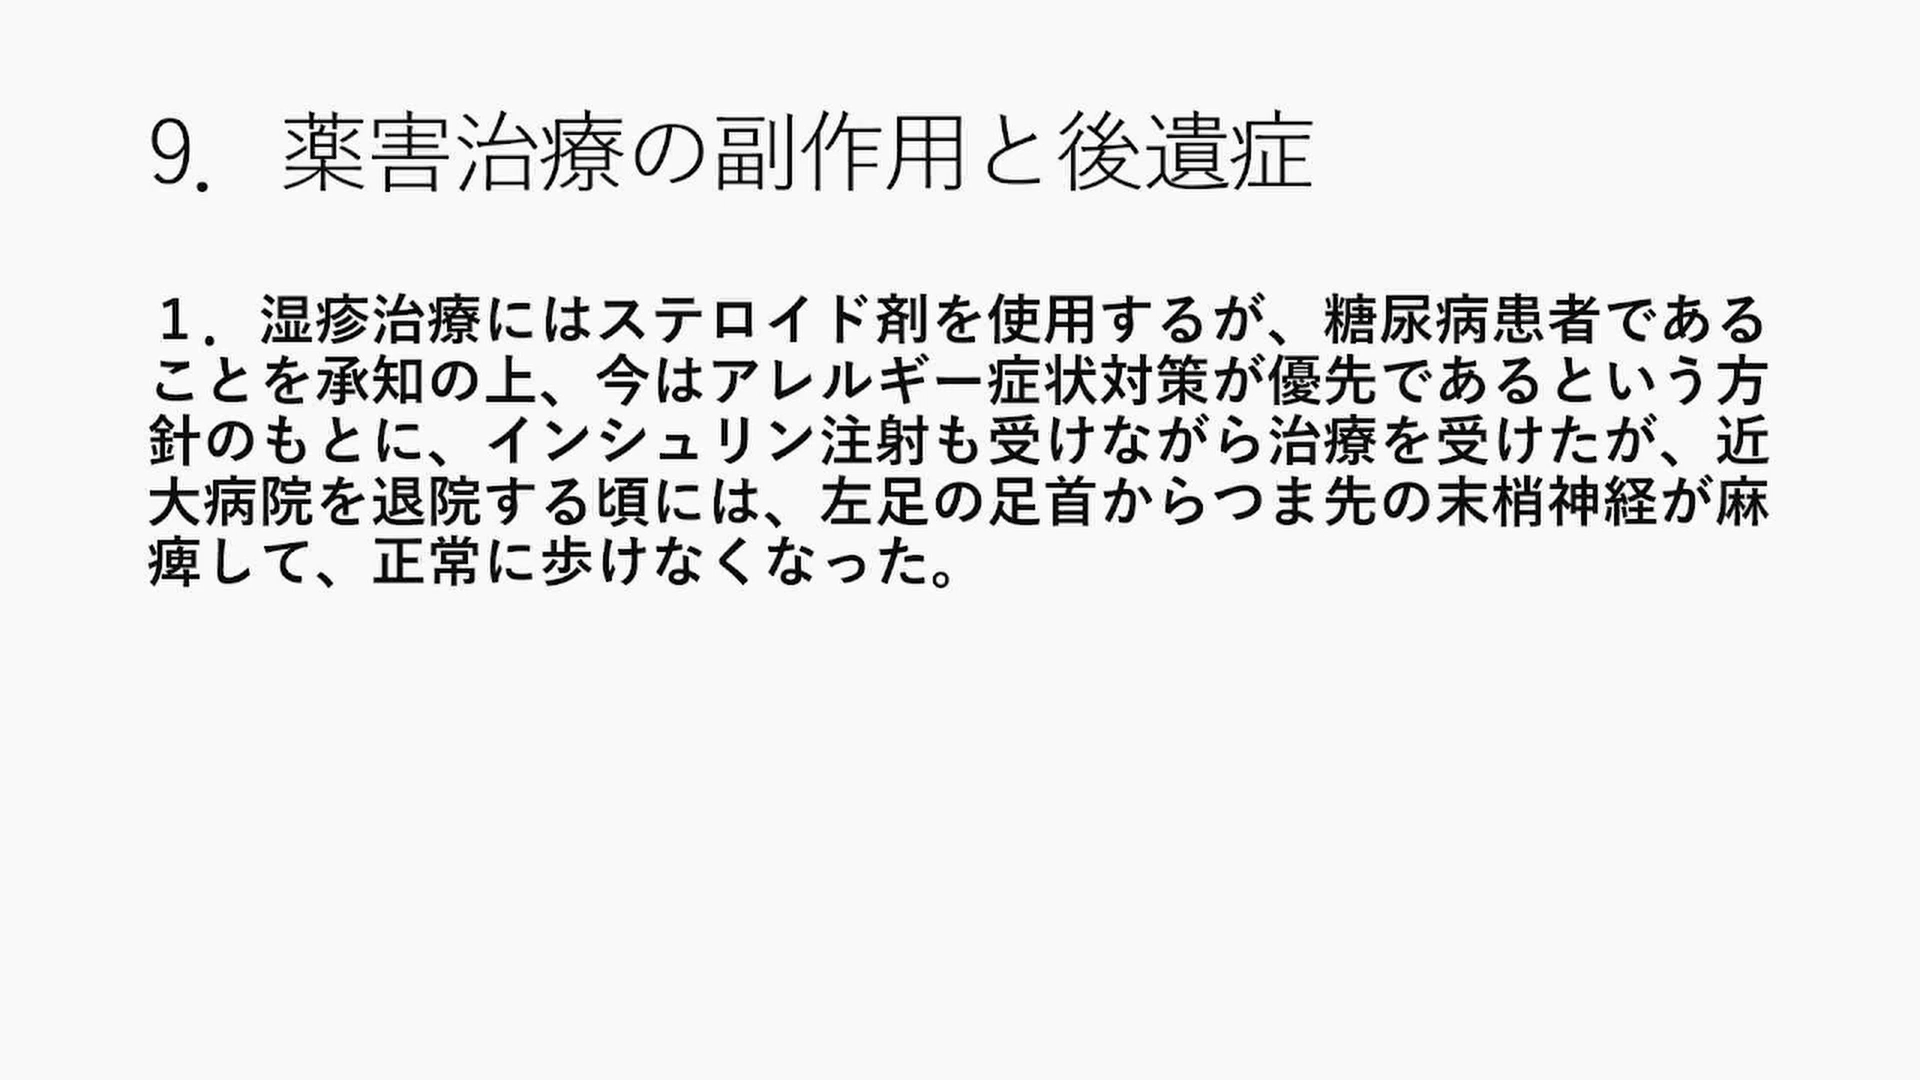 9．薬害治療の副作用と後遺症
１．湿疹治療にはステロイド剤を使用するが、糖尿病患者である
ことを承知の上、今はアレルギー症状対策が優先であるという方
針のもとに、インシュリン注射も受けながら治療を受けたが、近
大病院を退院する頃には、左足の足首からつま先の末梢神経が麻
痺して、正常に歩けなくなった。